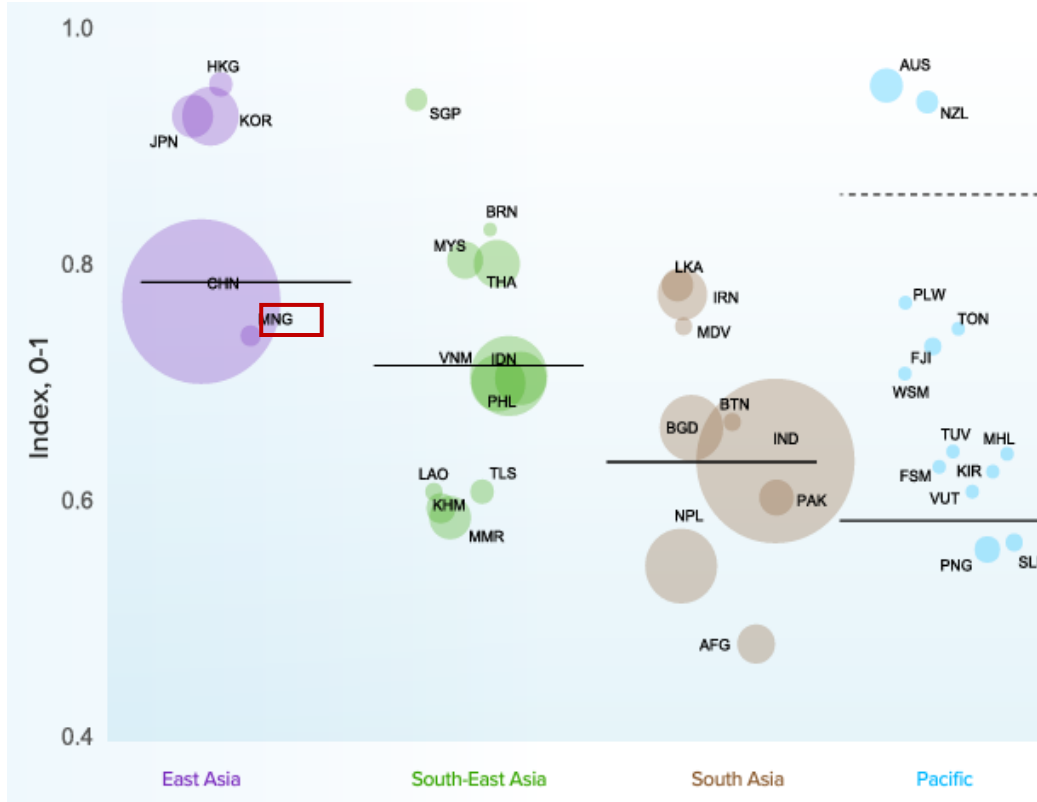 1.0
0.8
0.6
0.4
Index, 0-1
HKG
JPN
KOR
CHN
MNG
SGP
BRN
MYS
THA
VNM
IDN
PHL
LAO
TLS
KHM
MMR
LKA
IRN
MDV
BTN
BGD
IND
PAK
NPL
AFG
AUS
NZL
PLW
TON
FJI
WSM
TUV
MHL
FSM
KIR
VUT
PNG
East Asia
South-East Asia
South Asia
Pacific